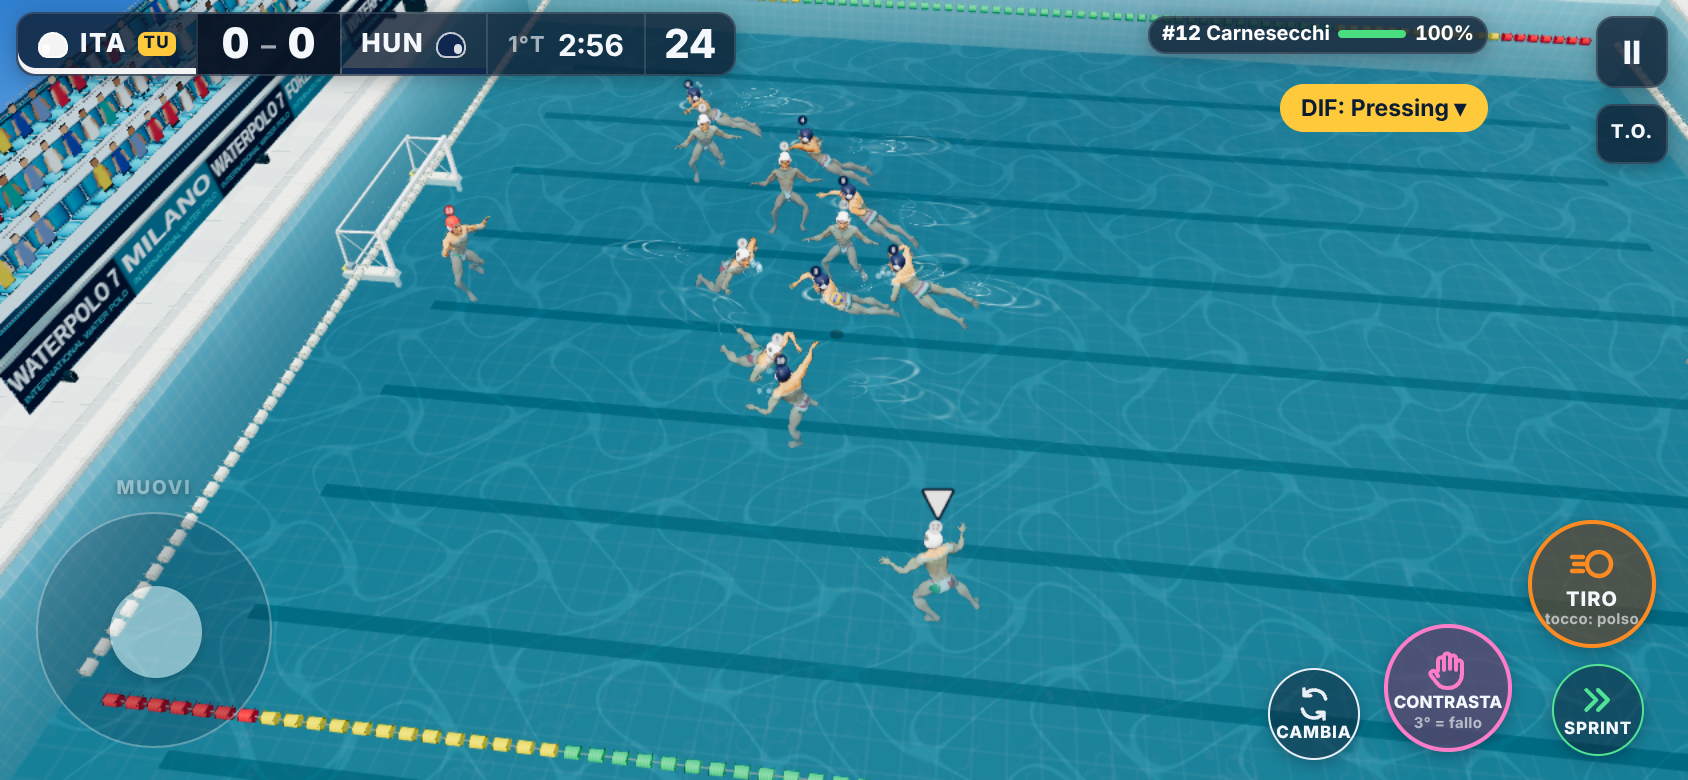 ITA TU 0 – 0 HUN 1°T 2:56 24
#12 Carnesecchi 100%
DIF: Pressing ▾
T.O.
WATERPOLO 7 MILANO WATERPOLO 7
INTERNATIONAL WATER POLO
MUOVI
TIRO
tocco: polso
CONTRASTA
3° = fallo
CAMBIA
SPRINT